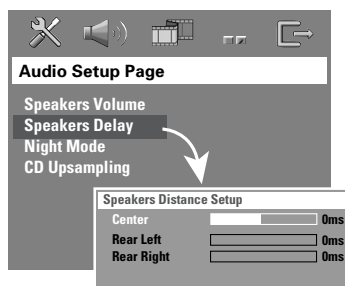 Audio Setup Page
Speakers Volume
Speakers Delay
Night Mode
CD Upsampling
Speakers Distance Setup
Center 0ms
Rear Left 0ms
Rear Right 0ms